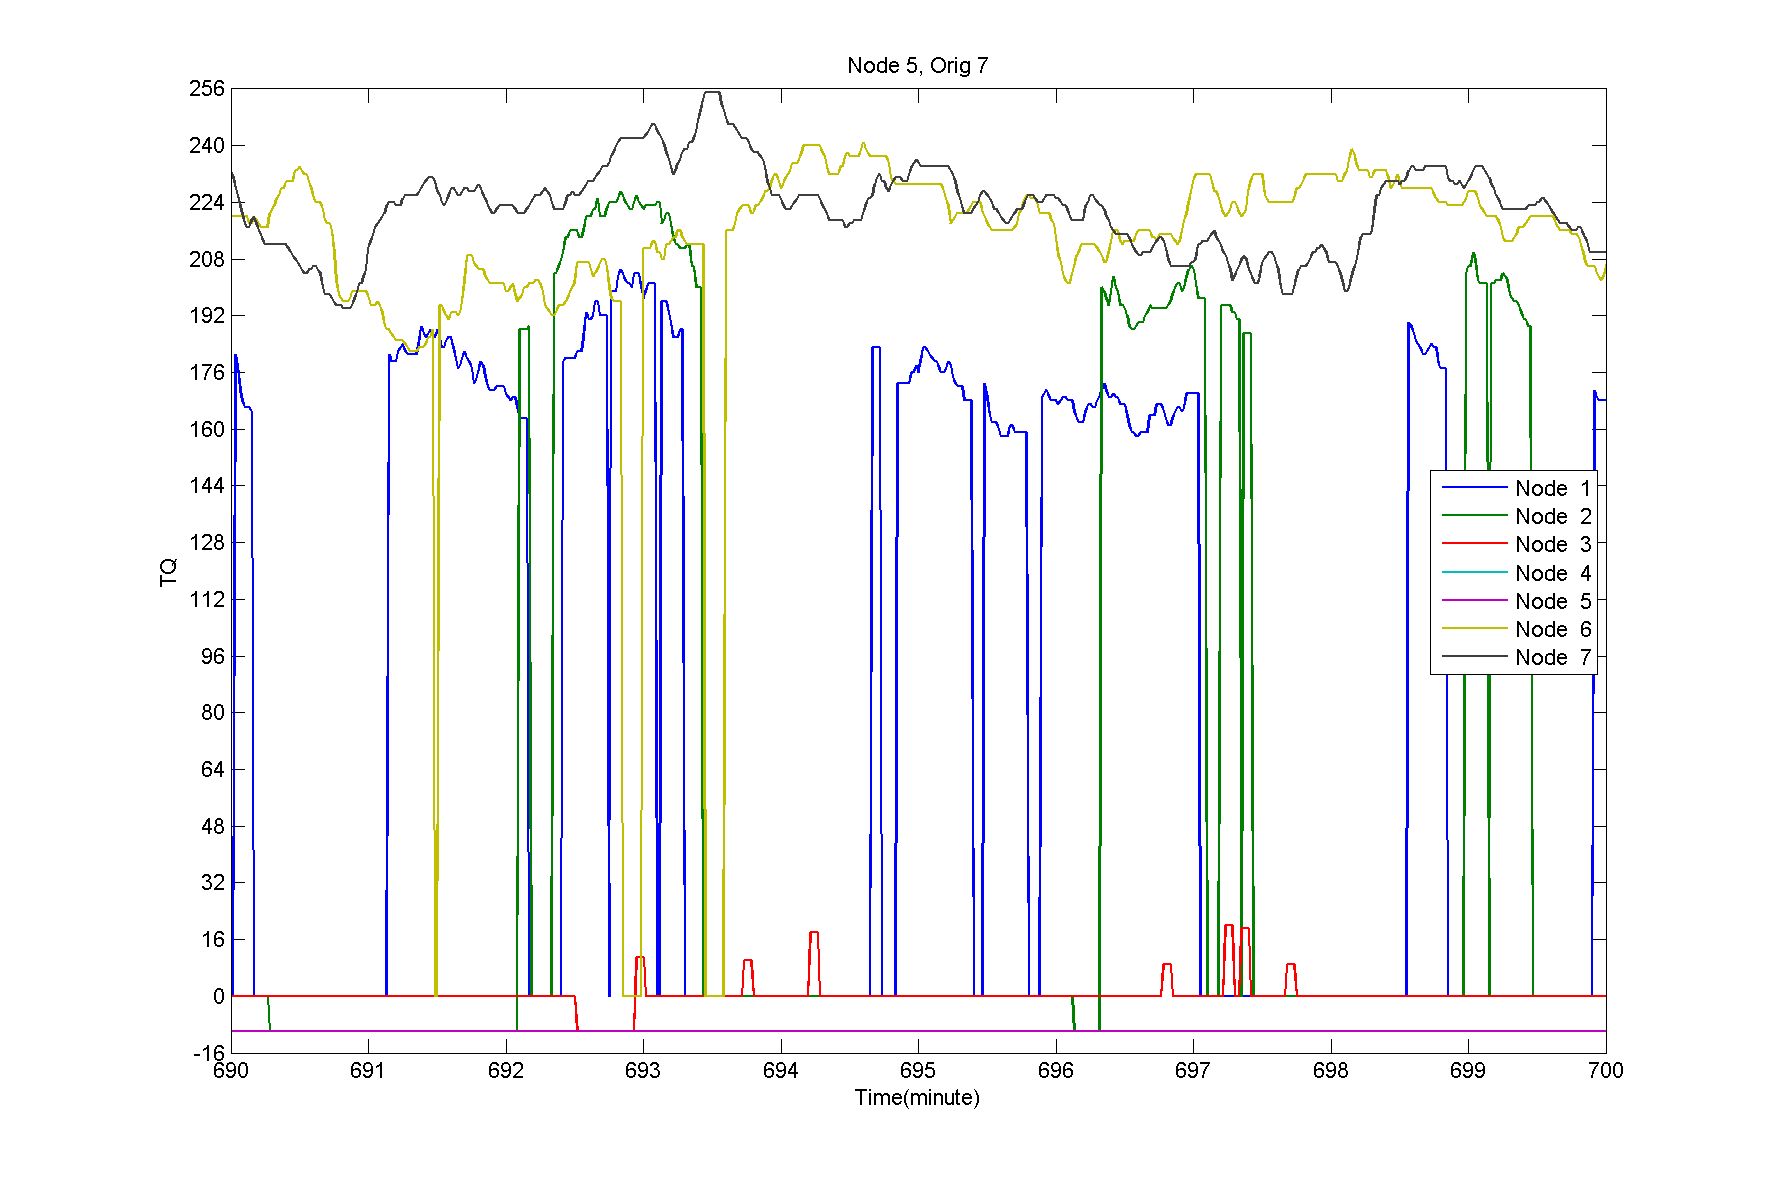 Node 5, Orig 7
256
240
224
208
192
176
160
144
128
112
96
80
64
48
32
16
0
-16
TQ
690 691 692 693 694 695 696 697 698 699 700
Time(minute)
Node 1
Node 2
Node 3
Node 4
Node 5
Node 6
Node 7